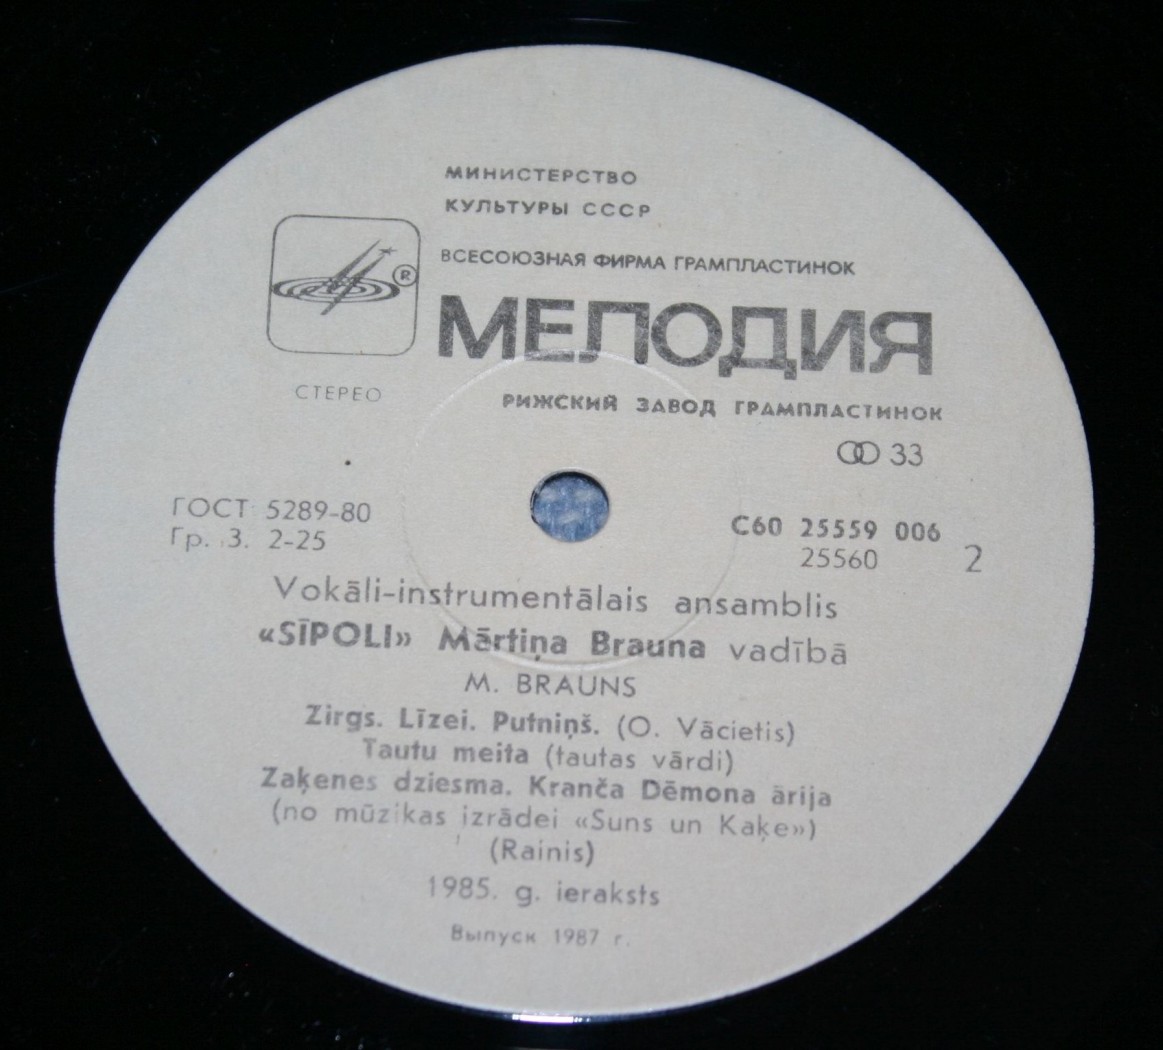 МИНИСТЕРСТВО
КУЛЬТУРЫ СССР
ВСЕСОЮЗНАЯ ФИРМА ГРАМПЛАСТИНОК
®
МЕЛОДИЯ
СТЕРЕО
РИЖСКИЙ ЗАВОД ГРАМПЛАСТИНОК
33
ГОСТ 5289-80
Гр. 3. 2-25
С60 25559 006
25560 2
Vokāli-instrumentālais ansamblis
«SĪPOLI» Mārtiņa Brauna vadībā
M. BRAUNS
Zirgs. Līzei. Putniņš. (O. Vācietis)
Tautu meita (tautas vārdi)
Zaķenes dziesma. Kranča Dēmona ārija
(no mūzikas izrādei «Suns un Kaķe»)
(Rainis)
1985. g. ieraksts
Выпуск 1987 г.